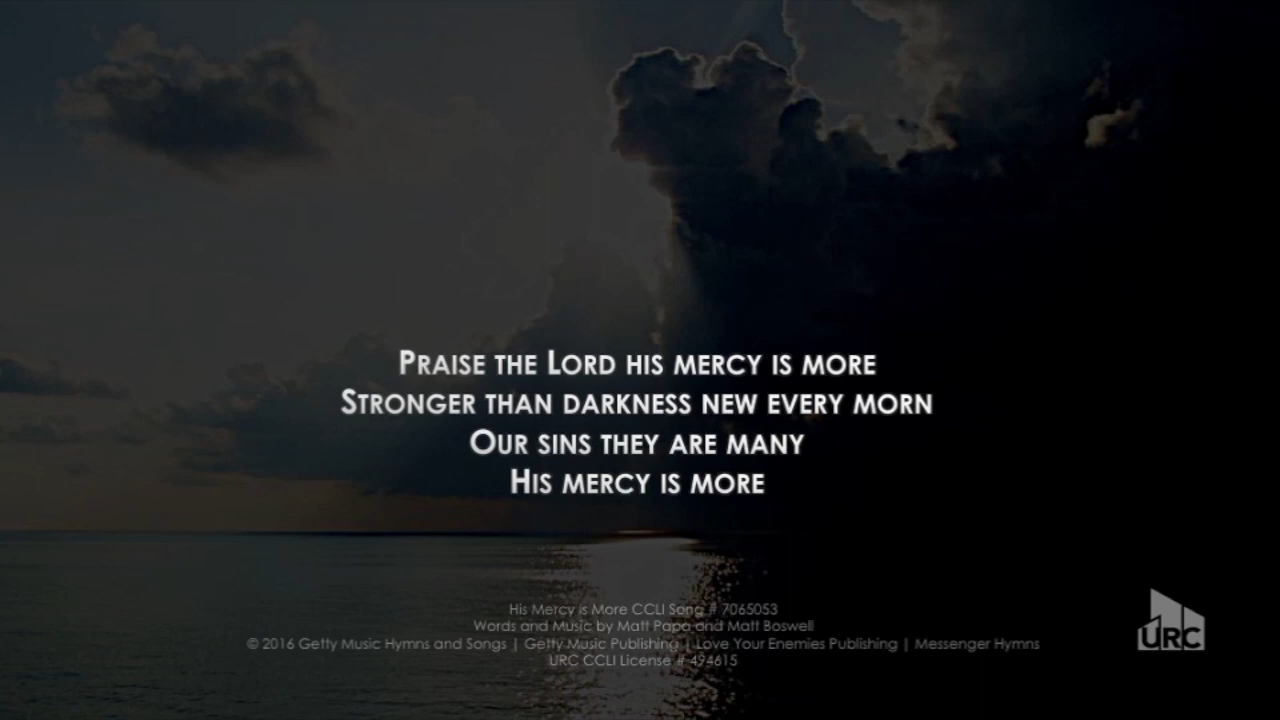 Praise the Lord his mercy is more
Stronger than darkness new every morn
Our sins they are many
His mercy is more
His Mercy is More CCLI Song # 7065053
Words and Music by Matt Papa and Matt Boswell
© 2016 Getty Music Hymns and Songs | Getty Music Publishing | Love Your Enemies Publishing | Messenger Hymns
URC CCLI License # 494615
URC